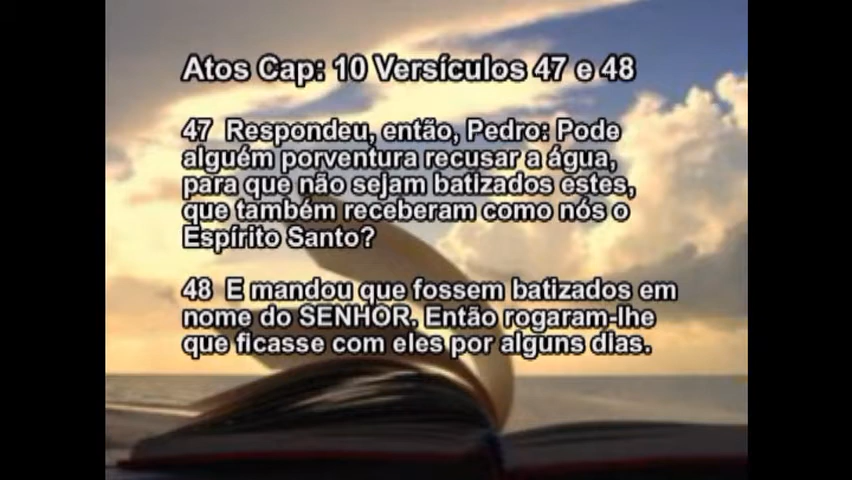 Atos Cap: 10 Versículos 47 e 48
47 Respondeu, então, Pedro: Pode
alguém porventura recusar a água,
para que não sejam batizados estes,
que também receberam como nós o
Espírito Santo?
48 E mandou que fossem batizados em
nome do SENHOR. Então rogaram-lhe
que ficasse com eles por alguns dias.